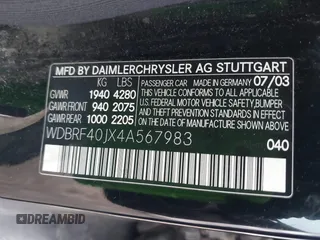 MFD BY DAIMLERCHRYSLER AG STUTTGART
KG LBS
GVWR 1940 4280
GAWR FRONT 940 2075
GAWR REAR 1000 2205
PASSENGER CAR
MADE IN GERMANY 07/03
THIS VEHICLE CONFORMS TO ALL APPLICABLE U.S. FEDERAL MOTOR VEHICLE SAFETY, BUMPER AND THEFT PREVENTION STANDARDS IN EFFECT ON THE DATE OF MANUFACTURE SHOWN ABOVE
WDBRF40JX4A567983
040
© DREAMBID